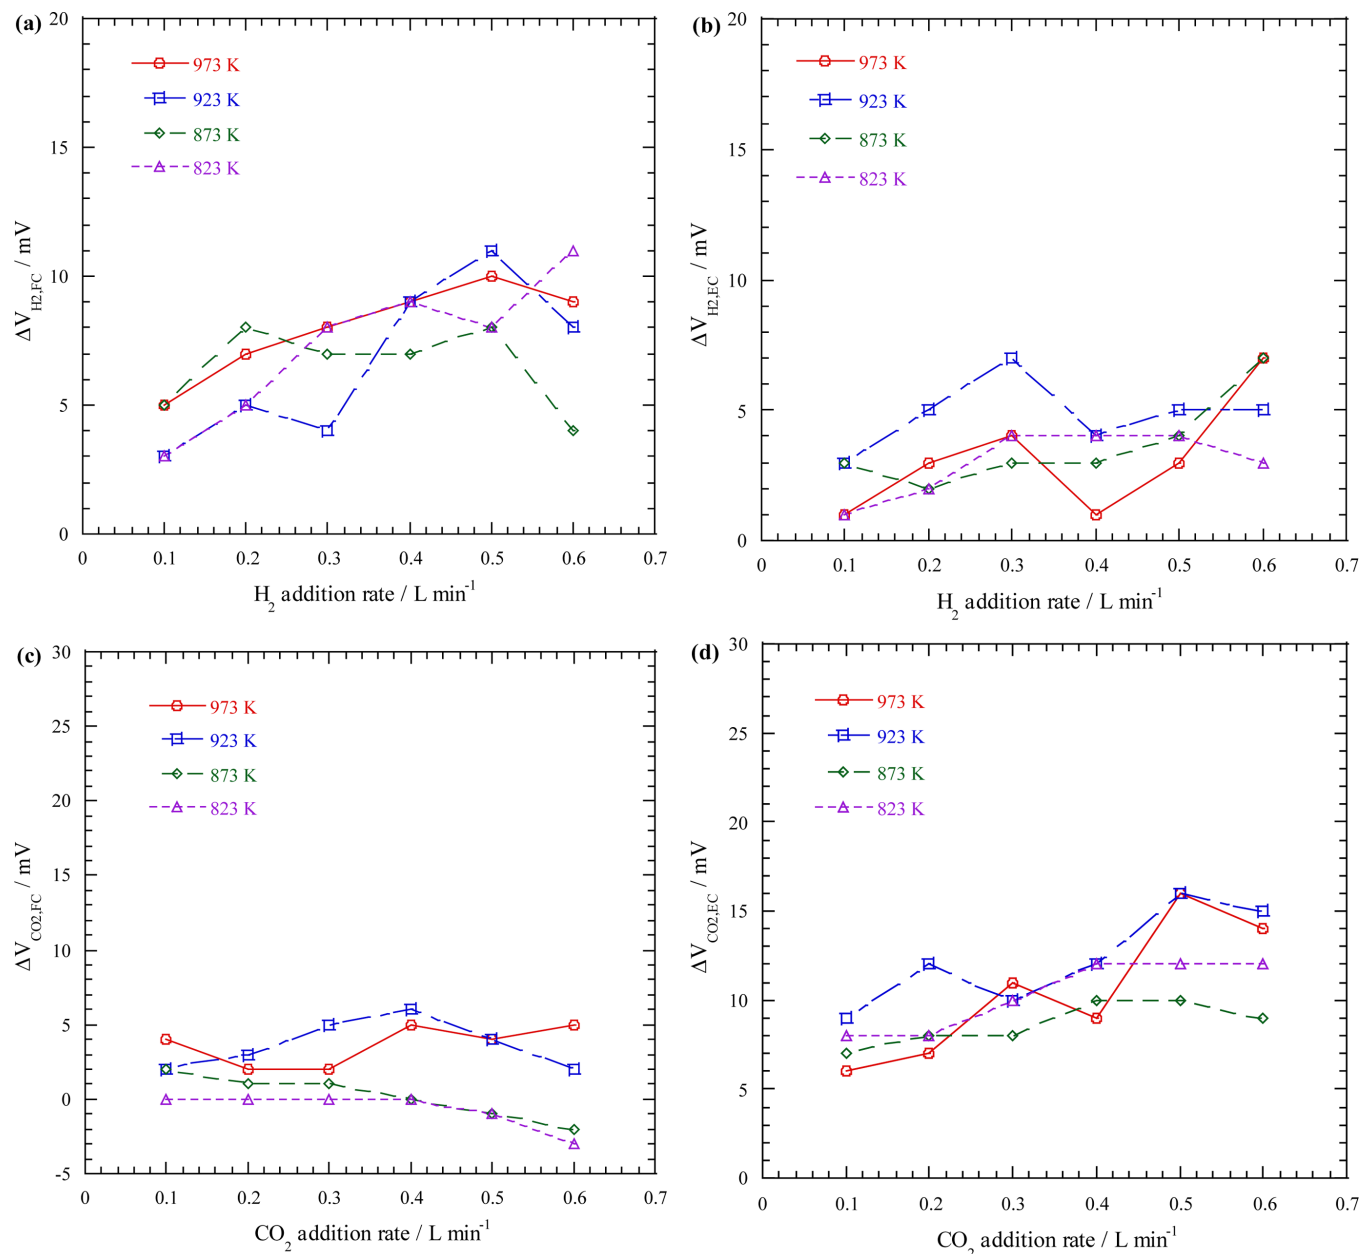 (a)
20
15
10
5
0
973 K
923 K
873 K
823 K
ΔV_H2,FC / mV
0 0.1 0.2 0.3 0.4 0.5 0.6 0.7
H₂ addition rate / L min⁻¹
(b)
20
15
10
5
0
973 K
923 K
873 K
823 K
ΔV_H2,EC / mV
0 0.1 0.2 0.3 0.4 0.5 0.6 0.7
H₂ addition rate / L min⁻¹
(c)
30
25
20
15
10
5
0
-5
973 K
923 K
873 K
823 K
ΔV_CO2,FC / mV
0 0.1 0.2 0.3 0.4 0.5 0.6 0.7
CO₂ addition rate / L min⁻¹
(d)
30
25
20
15
10
5
0
973 K
923 K
873 K
823 K
ΔV_CO2,EC / mV
0 0.1 0.2 0.3 0.4 0.5 0.6 0.7
CO₂ addition rate / L min⁻¹